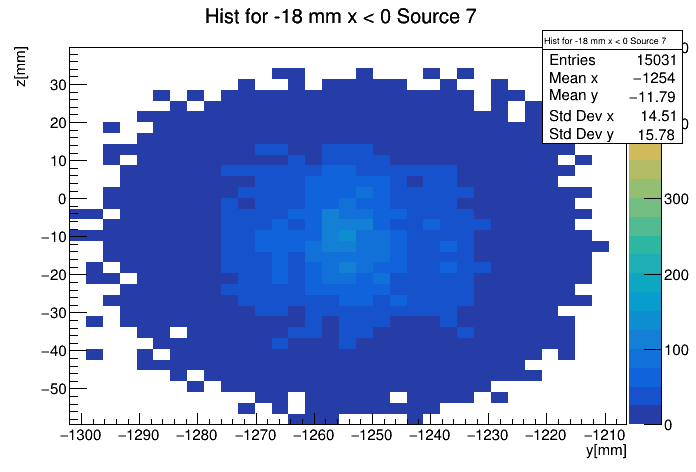 Hist for -18 mm x < 0 Source 7
z[mm]
Hist for -18 mm x < 0 Source 7
Entries 15031
Mean x −1254
Mean y −11.79
Std Dev x 14.51
Std Dev y 15.78
30
20
10
0
−10
−20
−30
−40
−50
0
0
300
200
100
0
−1300 −1290 −1280 −1270 −1260 −1250 −1240 −1230 −1220 −1210
y[mm]